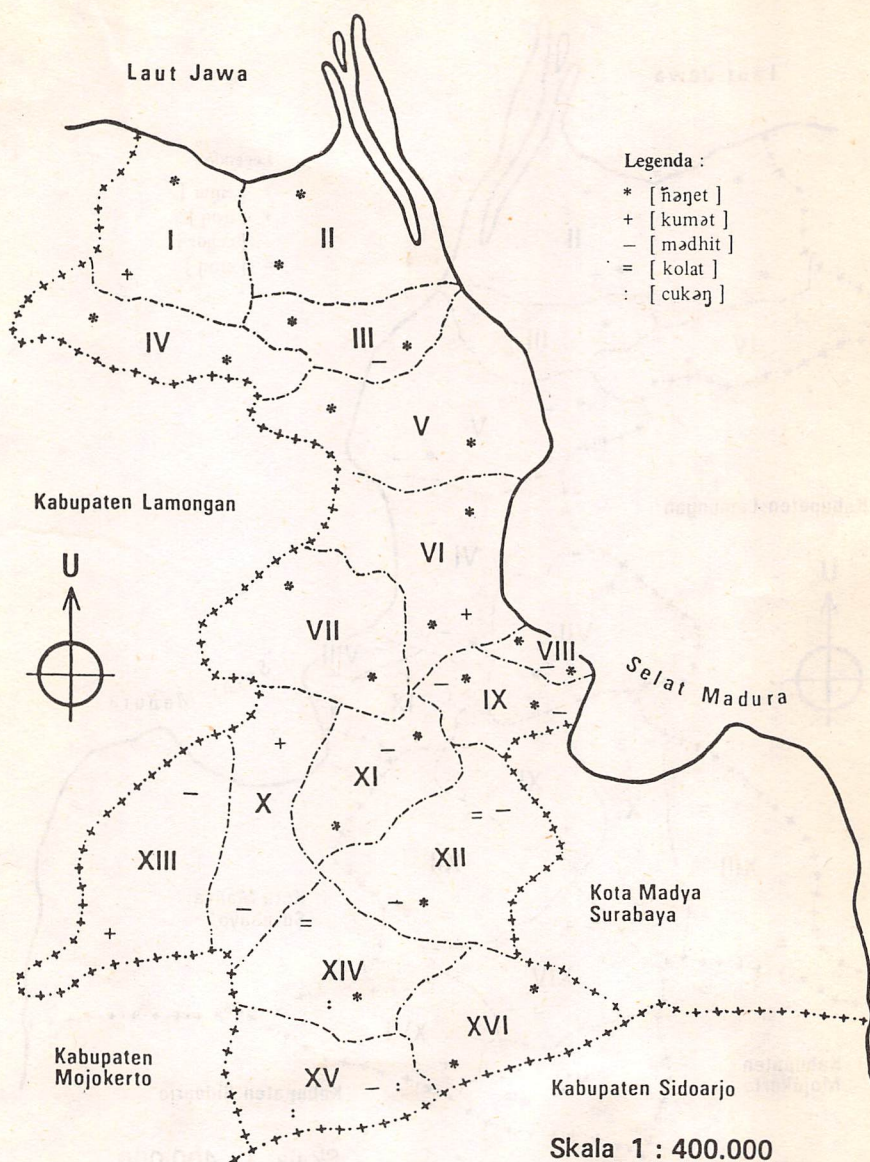 Laut Jawa
Legenda :
* [ ñəŋet ]
+ [ kumət ]
– [ mədhit ]
= [ kolat ]
: [ cukəŋ ]
I
II
III
IV
V
Kabupaten Lamongan
U
VI
VII
VIII
Selat Madura
IX
X
XI
XII
XIII
Kota Madya
Surabaya
XIV
XVI
Kabupaten
Mojokerto
XV
Kabupaten Sidoarjo
Skala 1 : 400.000